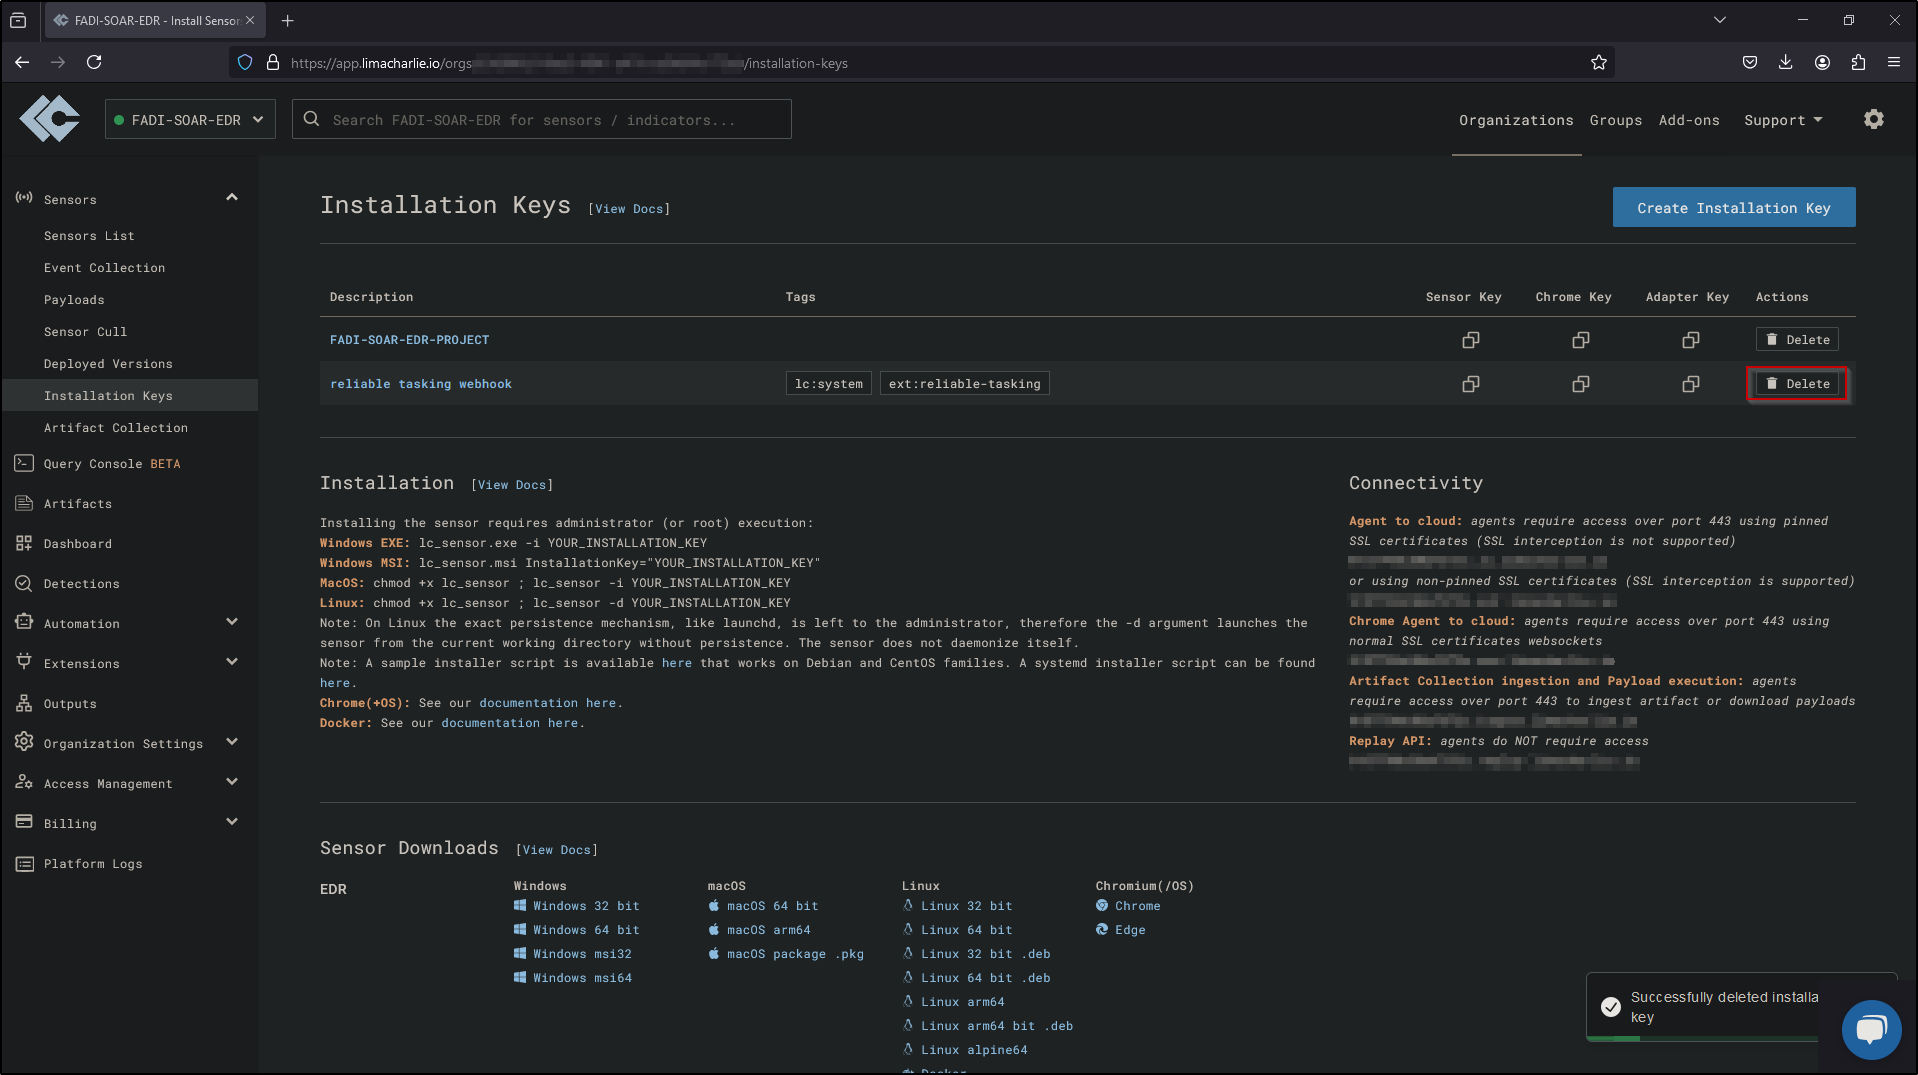 FADI-SOAR-EDR - Install Sensor
https://app.limacharlie.io/orgs /installation-keys
FADI-SOAR-EDR
Search FADI-SOAR-EDR for sensors / indicators...
Organizations Groups Add-ons Support
Sensors
Sensors List
Event Collection
Payloads
Sensor Cull
Deployed Versions
Installation Keys
Artifact Collection
Query Console BETA
Artifacts
Dashboard
Detections
Automation
Extensions
Outputs
Organization Settings
Access Management
Billing
Platform Logs
Installation Keys [View Docs]
Create Installation Key
Description Tags Sensor Key Chrome Key Adapter Key Actions
FADI-SOAR-EDR-PROJECT Delete
reliable tasking webhook lc:system ext:reliable-tasking Delete
Installation [View Docs]
Installing the sensor requires administrator (or root) execution:
Windows EXE: lc_sensor.exe -i YOUR_INSTALLATION_KEY
Windows MSI: lc_sensor.msi InstallationKey="YOUR_INSTALLATION_KEY"
MacOS: chmod +x lc_sensor ; lc_sensor -i YOUR_INSTALLATION_KEY
Linux: chmod +x lc_sensor ; lc_sensor -d YOUR_INSTALLATION_KEY
Note: On Linux the exact persistence mechanism, like launchd, is left to the administrator, therefore the -d argument launches the
sensor from the current working directory without persistence. The sensor does not daemonize itself.
Note: A sample installer script is available here that works on Debian and CentOS families. A systemd installer script can be found
here.
Chrome(+OS): See our documentation here.
Docker: See our documentation here.
Connectivity
Agent to cloud: agents require access over port 443 using pinned
SSL certificates (SSL interception is not supported)
or using non-pinned SSL certificates (SSL interception is supported)
Chrome Agent to cloud: agents require access over port 443 using
normal SSL certificates websockets
Artifact Collection ingestion and Payload execution: agents
require access over port 443 to ingest artifact or download payloads
Replay API: agents do NOT require access
Sensor Downloads [View Docs]
EDR
Windows
Windows 32 bit
Windows 64 bit
Windows msi32
Windows msi64
macOS
macOS 64 bit
macOS arm64
macOS package .pkg
Linux
Linux 32 bit
Linux 64 bit
Linux 32 bit .deb
Linux 64 bit .deb
Linux arm64
Linux arm64 bit .deb
Linux alpine64
Docker
Chromium(/OS)
Chrome
Edge
Successfully deleted installa
key